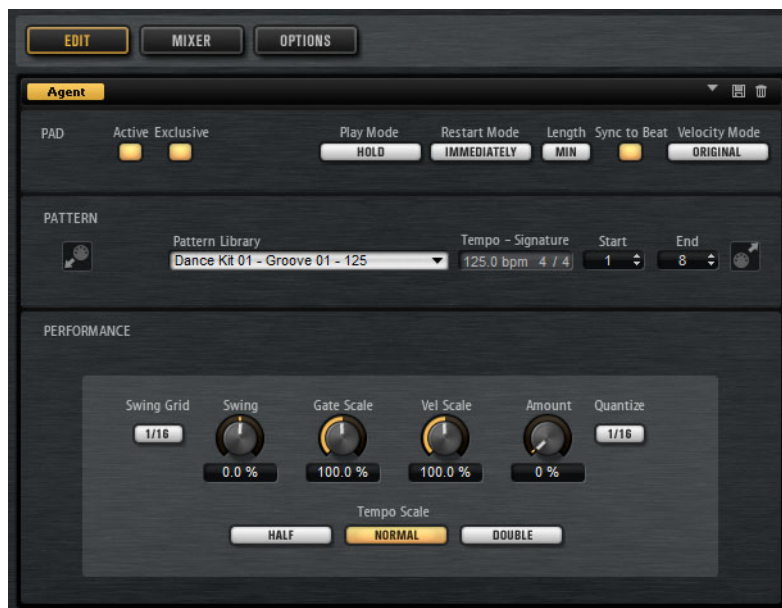 EDIT MIXER OPTIONS
Agent
PAD Active Exclusive Play Mode Restart Mode Length Sync to Beat Velocity Mode
HOLD IMMEDIATELY MIN ORIGINAL
PATTERN
Pattern Library Tempo - Signature Start End
Dance Kit 01 - Groove 01 - 125 125.0 bpm 4 / 4 1 8
PERFORMANCE
Swing Grid Swing Gate Scale Vel Scale Amount Quantize
1/16 1/16
0.0 % 100.0 % 100.0 % 0 %
Tempo Scale
HALF NORMAL DOUBLE